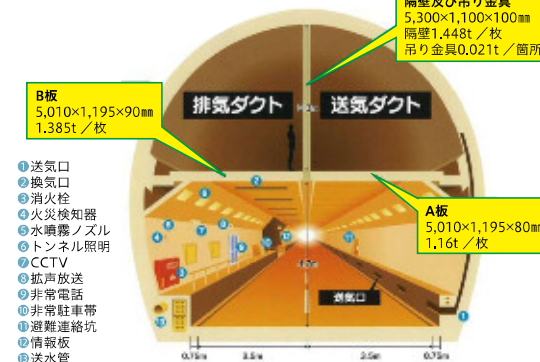 隔壁及び吊り金具
5,300×1,100×100㎜
隔壁1.448t／枚
吊り金具0.021t／箇所
排気ダクト
送気ダクト
B板
5,010×1,195×90㎜
1.385t／枚
A板
5,010×1,195×80㎜
1.16t／枚
❶送気口
❷換気口
❸消火栓
❹火災検知器
❺水噴霧ノズル
❻トンネル照明
❼CCTV
❽拡声放送
❾非常電話
❿非常駐車帯
⓫避難連絡坑
⓬情報板
⓭送水管
送気口
4.7m
0.75m 3.5m 3.5m 0.75m